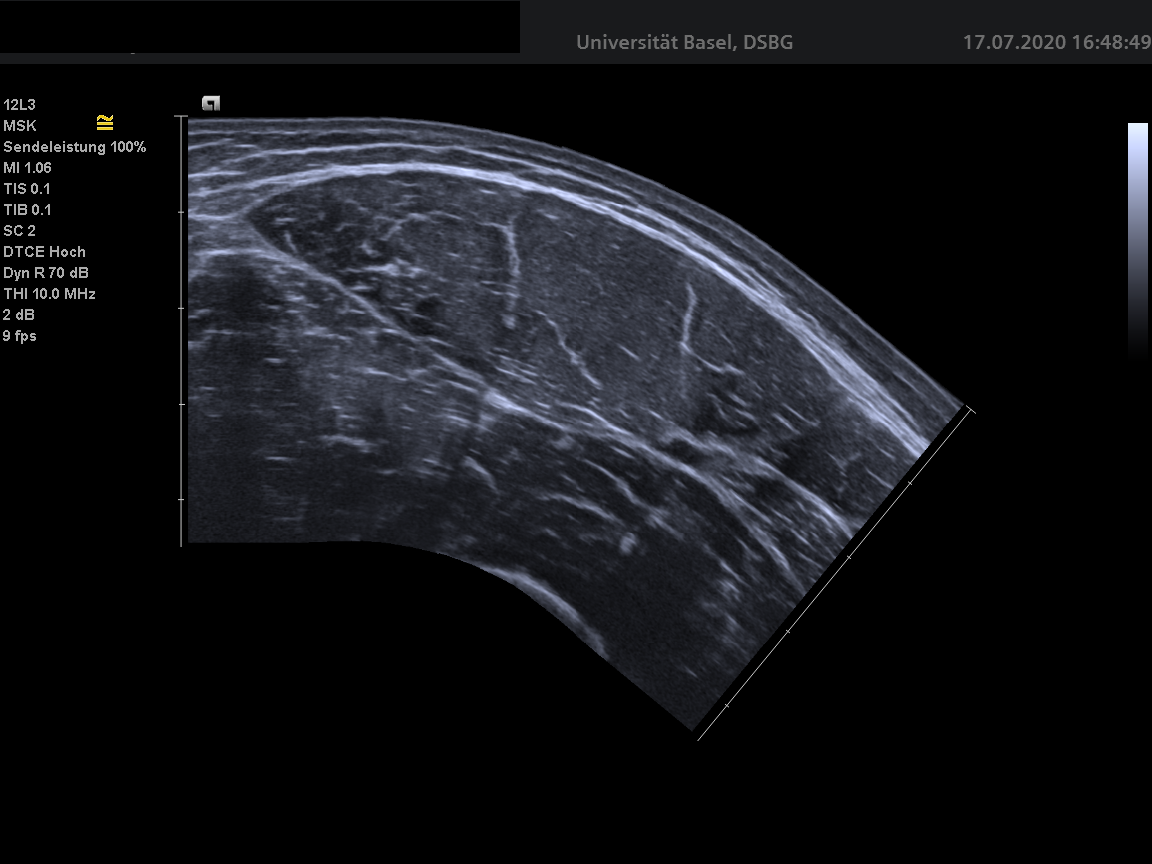 Universität Basel, DSBG
17.07.2020 16:48:49
12L3
MSK
Sendeleistung 100%
MI 1.06
TIS 0.1
TIB 0.1
SC 2
DTCE Hoch
Dyn R 70 dB
THI 10.0 MHz
2 dB
9 fps